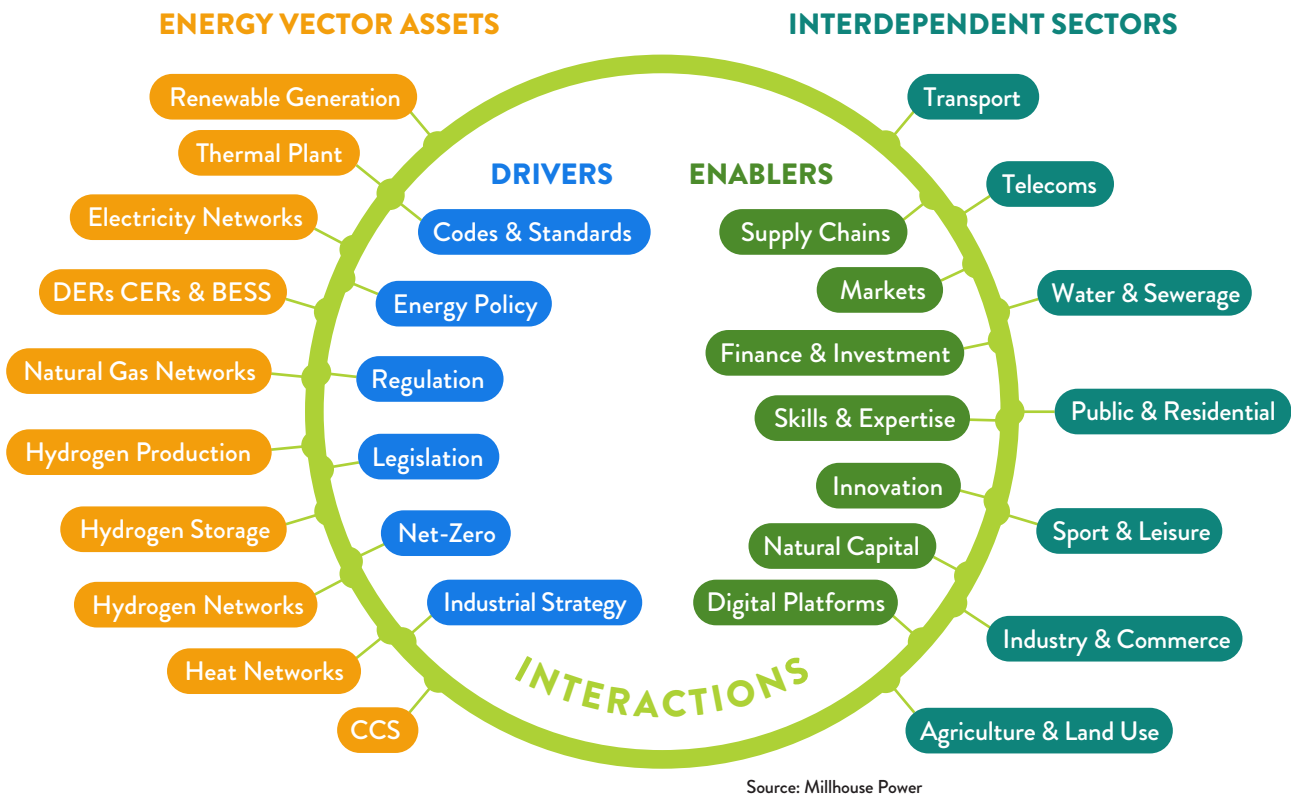 ENERGY VECTOR ASSETS
Renewable Generation
Thermal Plant
Electricity Networks
DERs CERs & BESS
Natural Gas Networks
Hydrogen Production
Hydrogen Storage
Hydrogen Networks
Heat Networks
CCS
DRIVERS
Codes & Standards
Energy Policy
Regulation
Legislation
Net-Zero
Industrial Strategy
ENABLERS
Supply Chains
Markets
Finance & Investment
Skills & Expertise
Innovation
Natural Capital
Digital Platforms
INTERDEPENDENT SECTORS
Transport
Telecoms
Water & Sewerage
Public & Residential
Sport & Leisure
Industry & Commerce
Agriculture & Land Use
INTERACTIONS
Source: Millhouse Power